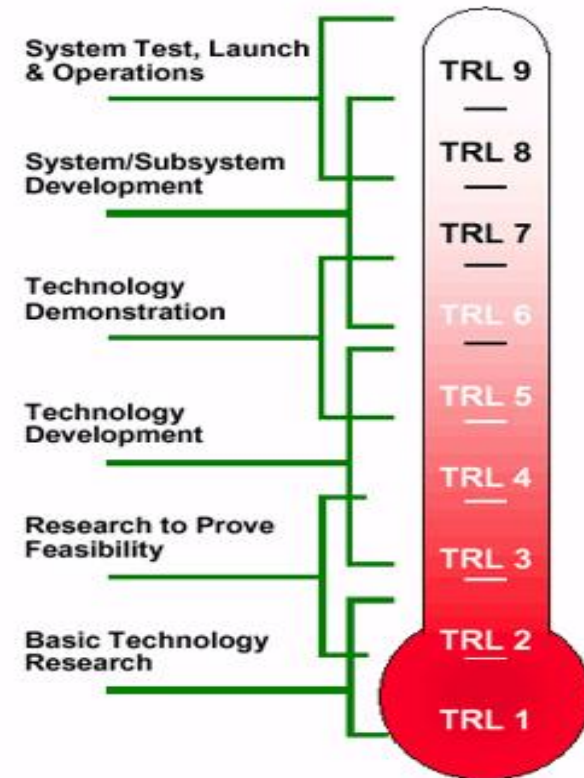 System Test, Launch
& Operations
System/Subsystem
Development
Technology
Demonstration
Technology
Development
Research to Prove
Feasibility
Basic Technology
Research
TRL 9
TRL 8
TRL 7
TRL 6
TRL 5
TRL 4
TRL 3
TRL 2
TRL 1